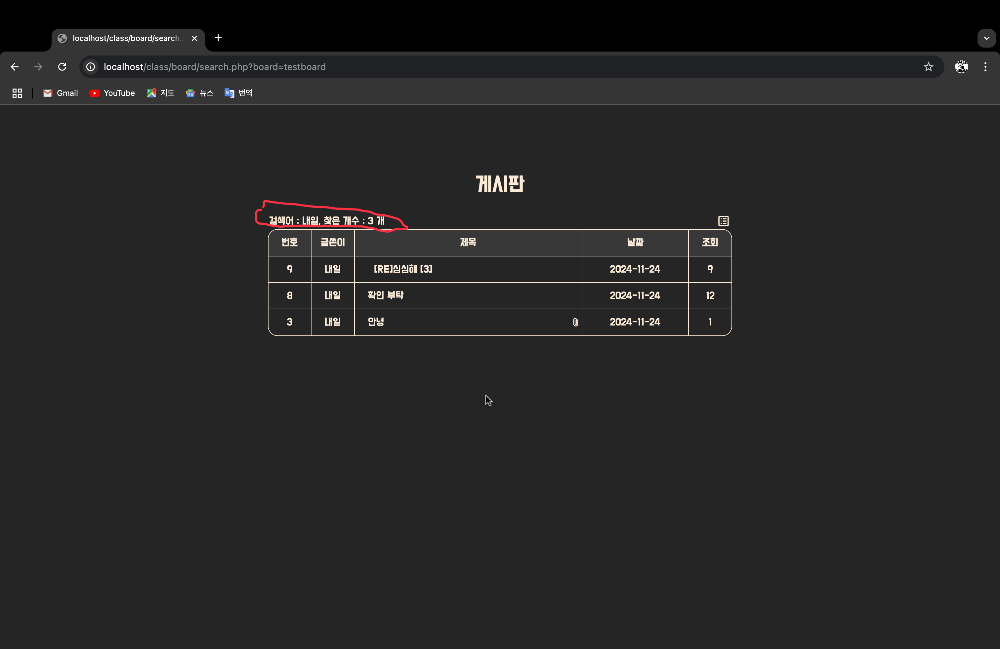 localhost/class/board/search.
localhost/class/board/search.php?board=testboard
Gmail YouTube 지도 뉴스 번역
게시판
검색어 : 내일, 찾은 개수 : 3 개
번호 글쓴이 제목 날짜 조회
9 내일 [RE]심심해 [3] 2024-11-24 9
8 내일 확인 부탁 2024-11-24 12
3 내일 안녕 2024-11-24 1